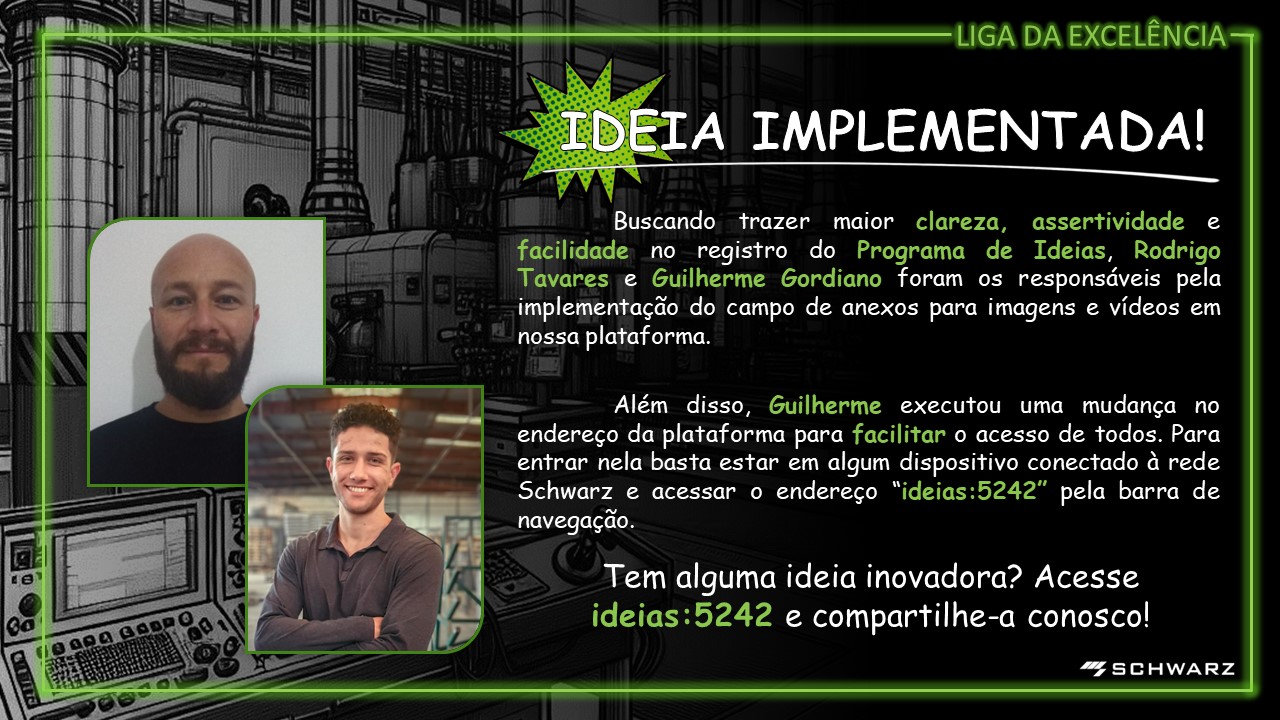 LIGA DA EXCELÊNCIA
IDEIA IMPLEMENTADA!
Buscando trazer maior clareza, assertividade e
facilidade no registro do Programa de Ideias, Rodrigo
Tavares e Guilherme Gordiano foram os responsáveis pela
implementação do campo de anexos para imagens e vídeos em
nossa plataforma.
Além disso, Guilherme executou uma mudança no
endereço da plataforma para facilitar o acesso de todos. Para
entrar nela basta estar em algum dispositivo conectado à rede
Schwarz e acessar o endereço “ideias:5242” pela barra de
navegação.
Tem alguma ideia inovadora? Acesse
ideias:5242 e compartilhe-a conosco!
SCHWARZ